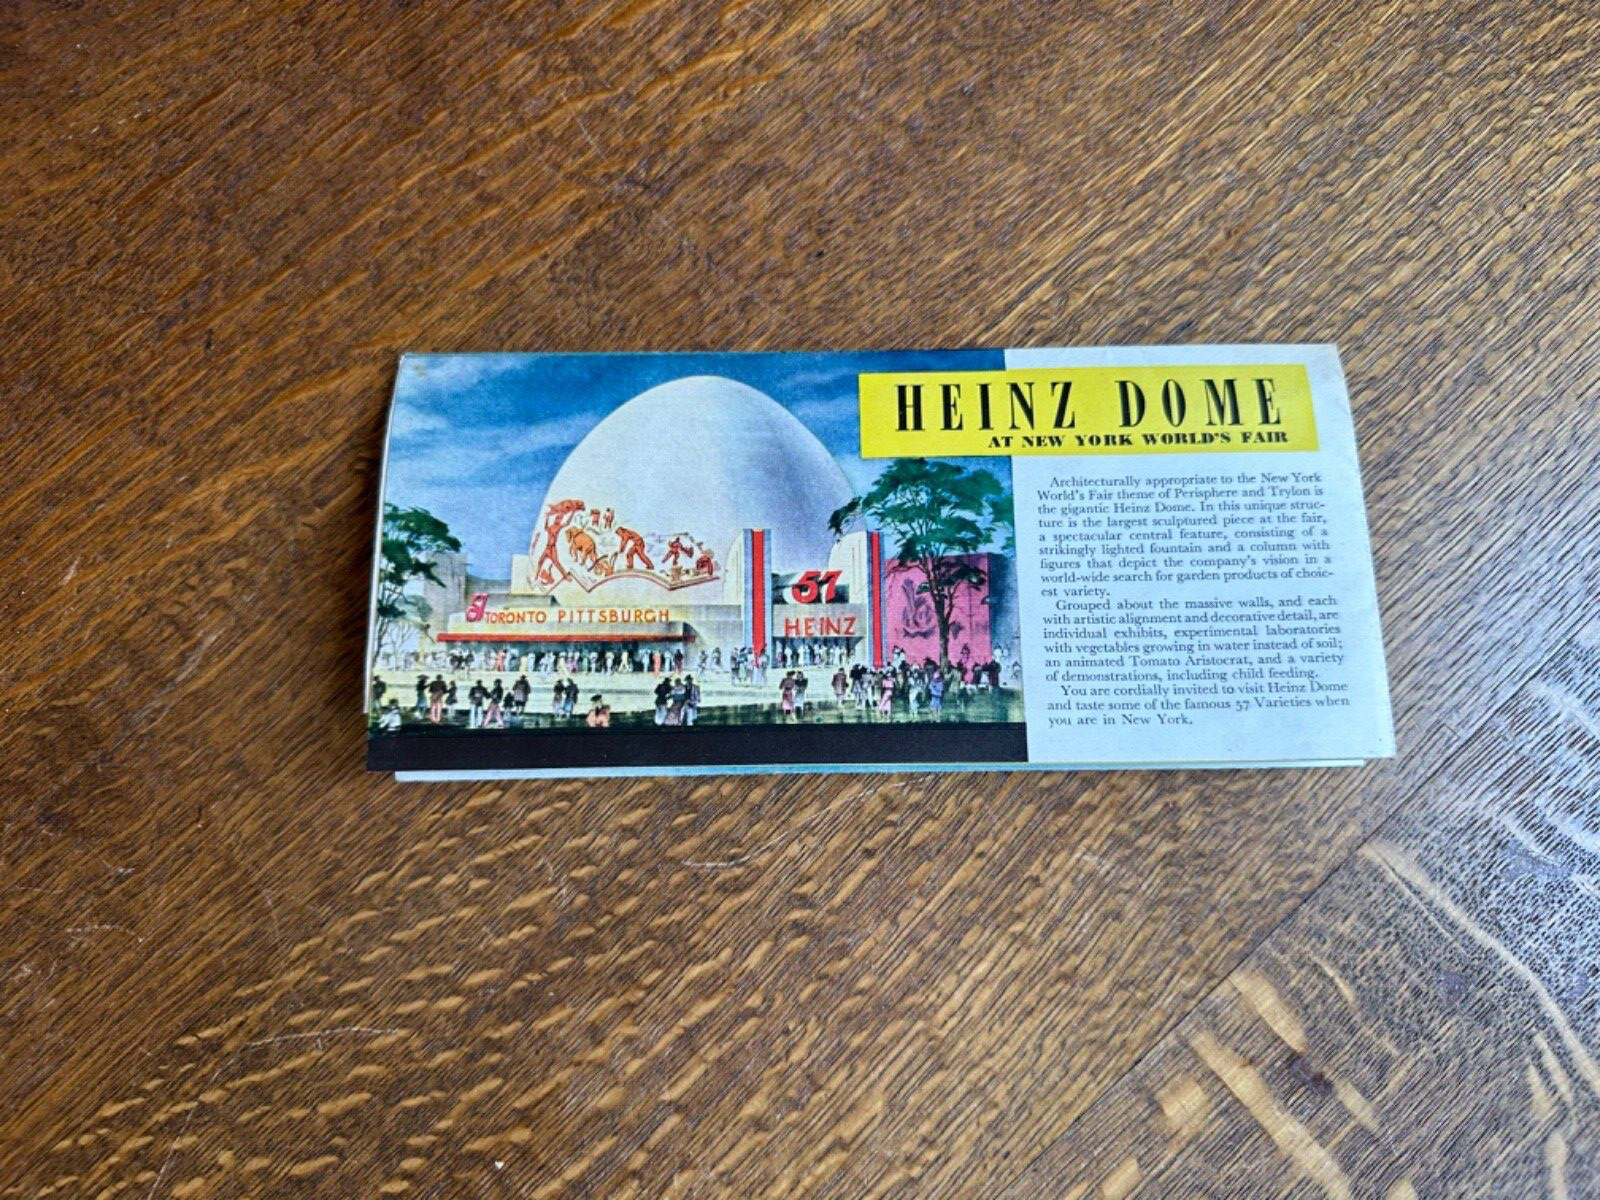 HEINZ DOME
AT NEW YORK WORLD'S FAIR
Architecturally appropriate to the New York
World's Fair theme of Perisphere and Trylon is
the gigantic Heinz Dome. In this unique struc-
ture is the largest sculptured piece at the fair,
a spectacular central feature, consisting of a
strikingly lighted fountain and a column with
figures that depict the company's vision in a
world-wide search for garden products of choic-
est variety.
Grouped about the massive walls, and each
with artistic alignment and decorative detail, are
individual exhibits, experimental laboratories
with vegetables growing in water instead of soil;
an animated Tomato Aristocrat, and a variety
of demonstrations, including child feeding.
You are cordially invited to visit Heinz Dome
and taste some of the famous 57 Varieties when
you are in New York.
57
TORONTO PITTSBURGH
57
HEINZ